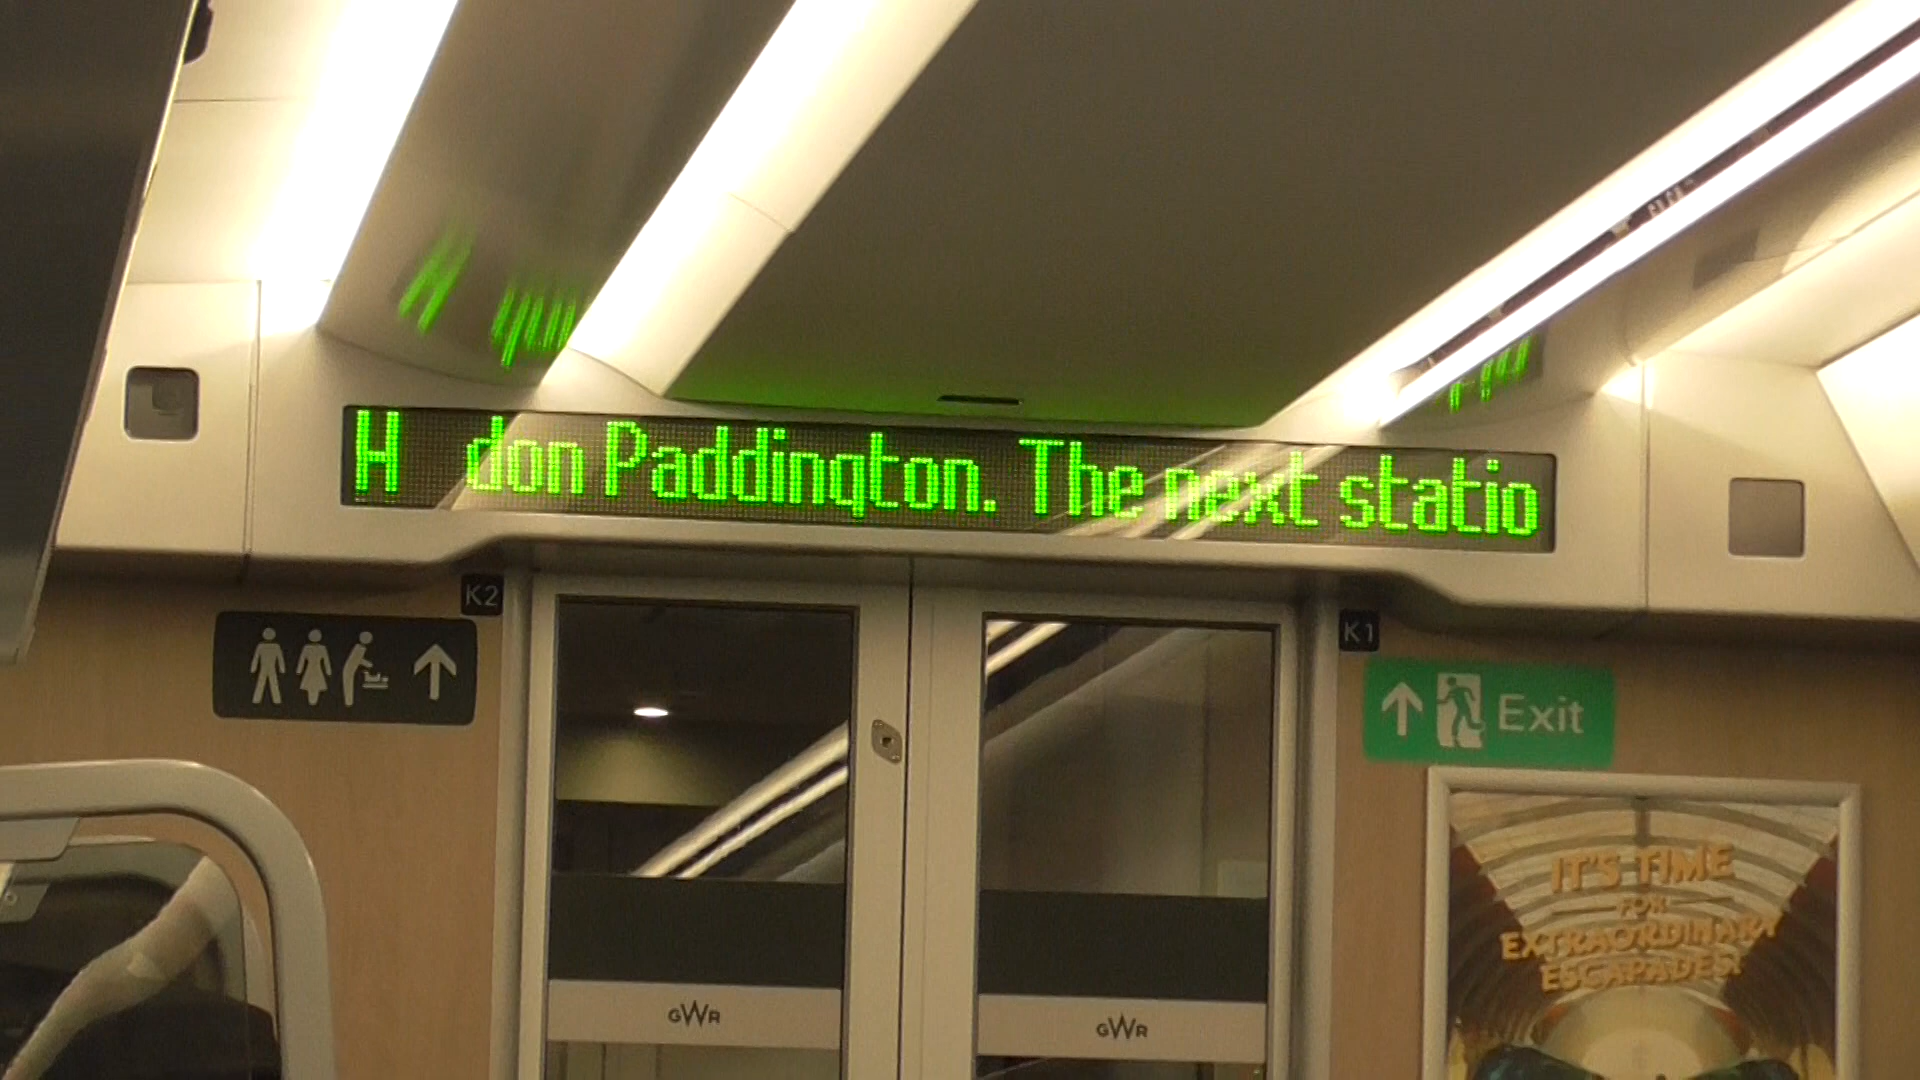 H don Paddington. The next statio
K2
K1
Exit
IT'S TIME
FOR
EXTRAORDINARY
ESCAPADES!
GWR
GWR